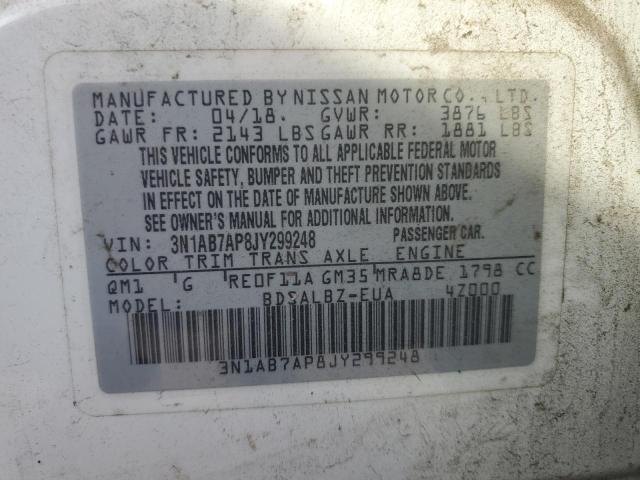 MANUFACTURED BY NISSAN MOTOR CO., LTD.
DATE: 04/18. GVWR: 3876 LBS
GAWR FR: 2143 LBS GAWR RR: 1881 LBS
THIS VEHICLE CONFORMS TO ALL APPLICABLE FEDERAL MOTOR
VEHICLE SAFETY, BUMPER AND THEFT PREVENTION STANDARDS
IN EFFECT ON THE DATE OF MANUFACTURE SHOWN ABOVE.
SEE OWNER'S MANUAL FOR ADDITIONAL INFORMATION.
VIN: 3N1AB7AP8JY299248 PASSENGER CAR.
COLOR TRIM TRANS AXLE ENGINE
QM1 G RE0F11A GM35 MRA8DE 1798 CC
MODEL: BDSALBZ-EUA 4Z000
3N1AB7AP8JY299248